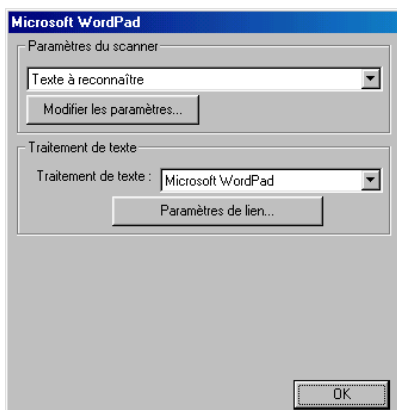 Microsoft WordPad
Paramètres du scanner
Texte à reconnaître
Modifier les paramètres...
Traitement de texte
Traitement de texte : Microsoft WordPad
Paramètres de lien...
OK